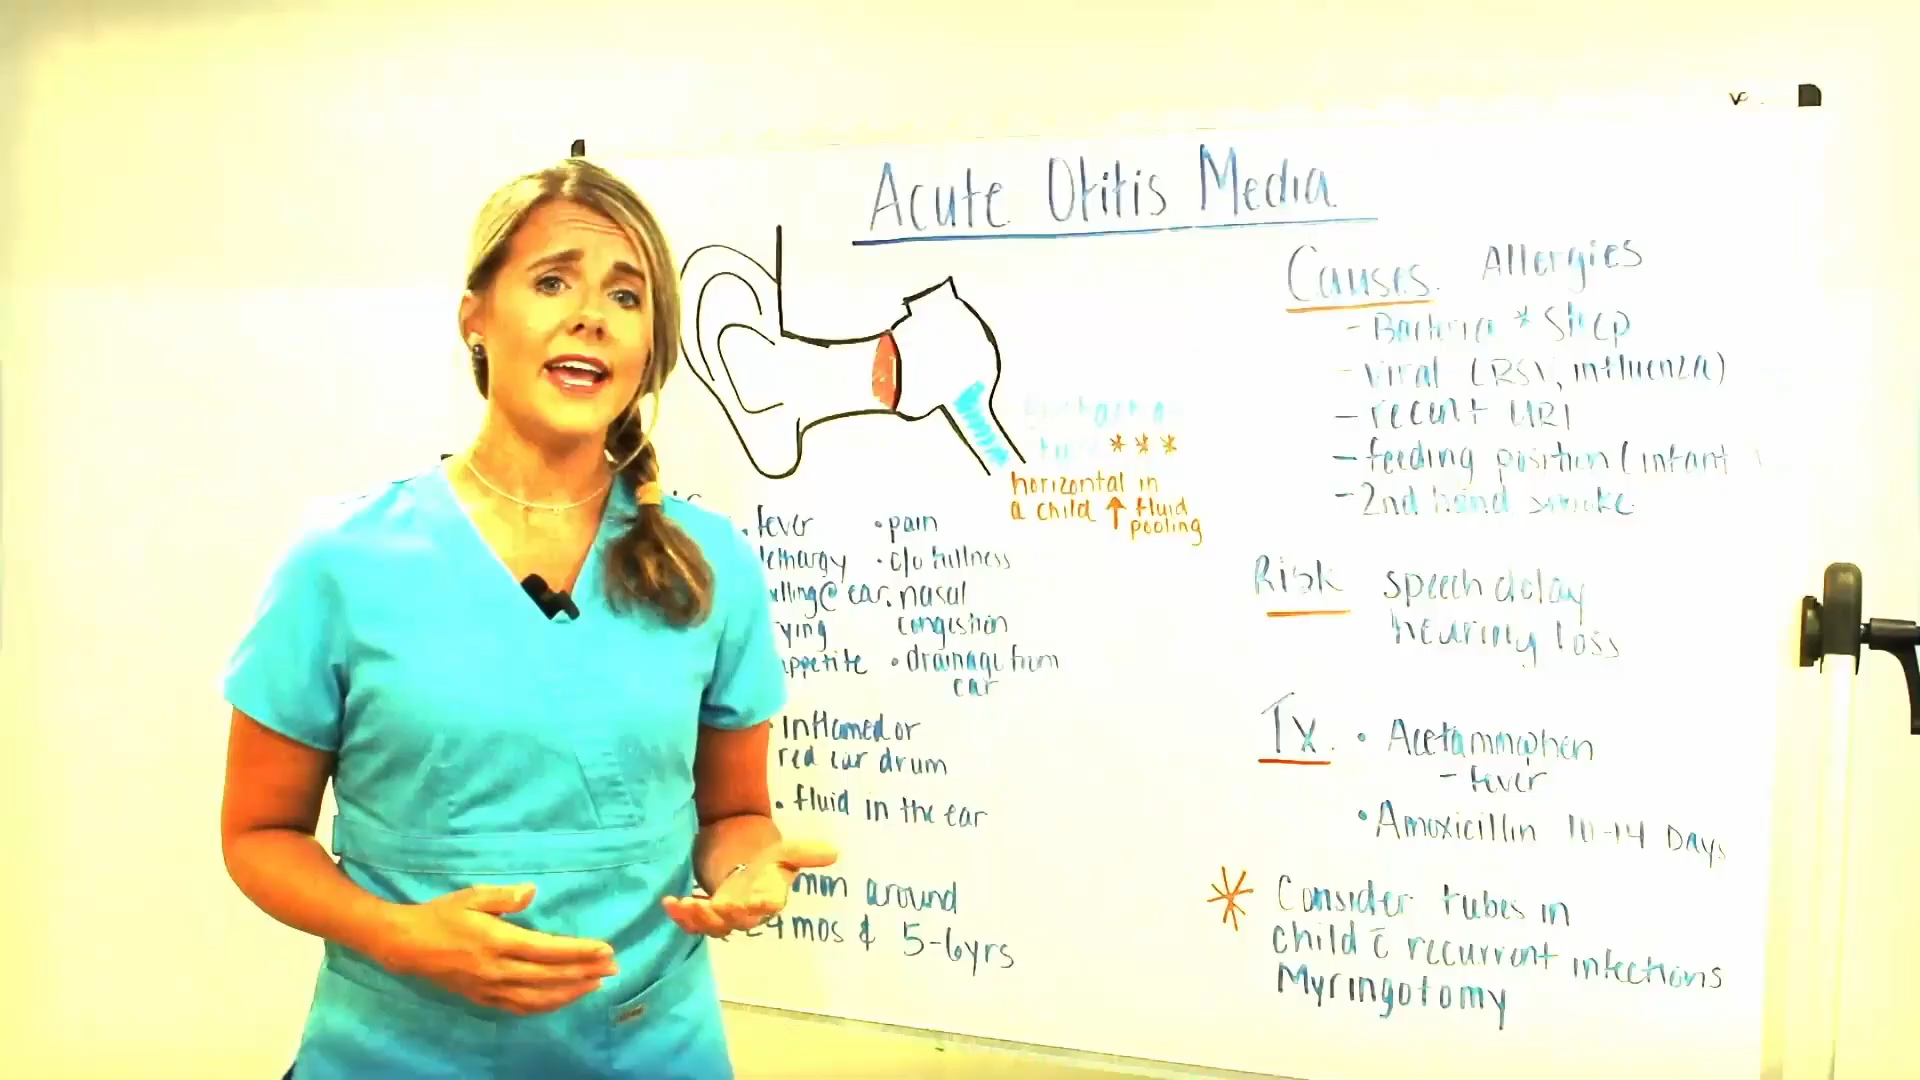 Acute Otitis Media
horizontal in
a child ↑ fluid
pooling
fever • pain
lethargy • c/o fullness
@ ear. nasal
congestion
• drainage from
ear
inflamed or
red ear drum
• fluid in the ear
around
mos & 5-6yrs
Causes Allergies
- Bacteria * Strep
- viral (RSV, influenza)
- recent URI
- feeding position (infant
- 2nd hand smoke
Risk speech delay
hearing loss
Tx. • Acetaminophen
- fever
• Amoxicillin 10-14 Days
* Consider tubes in
child c̄ recurrent infections
Myringotomy